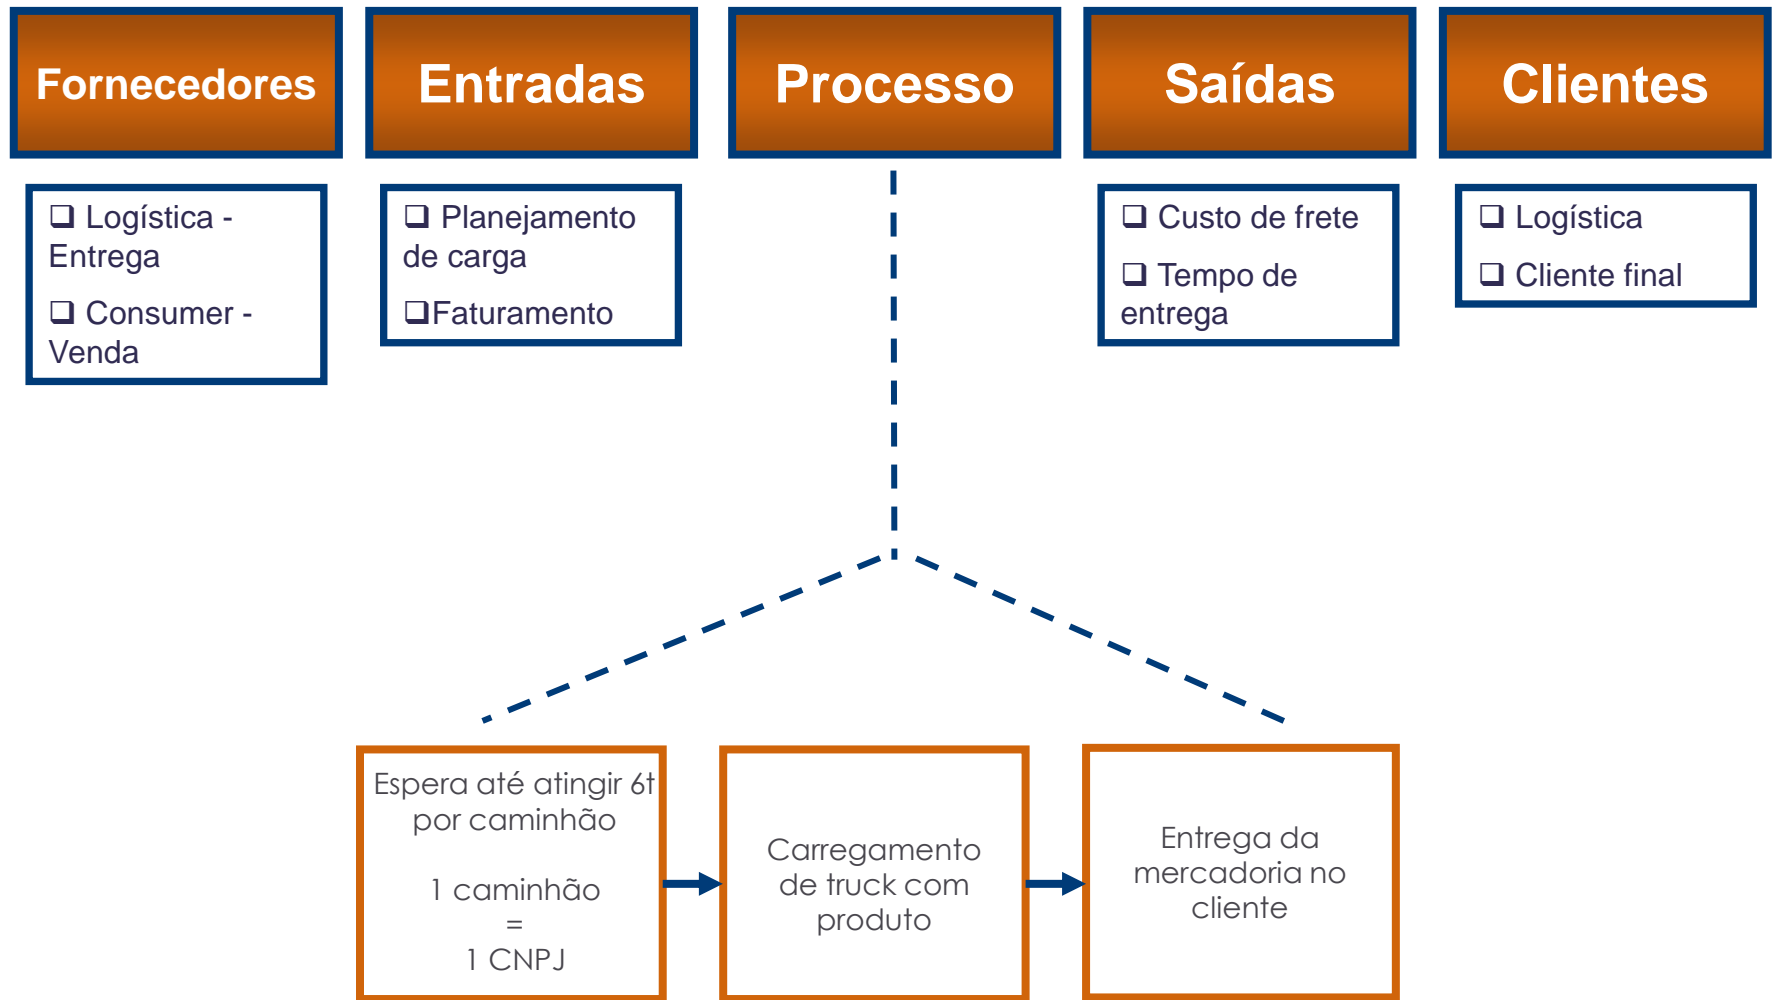 Fornecedores
Entradas
Processo
Saídas
Clientes
❑ Logística -
Entrega
❑ Consumer -
Venda
❑ Planejamento
de carga
❑Faturamento
❑ Custo de frete
❑ Tempo de
entrega
❑ Logística
❑ Cliente final
Espera até atingir 6t
por caminhão
1 caminhão
=
1 CNPJ
Carregamento
de truck com
produto
Entrega da
mercadoria no
cliente